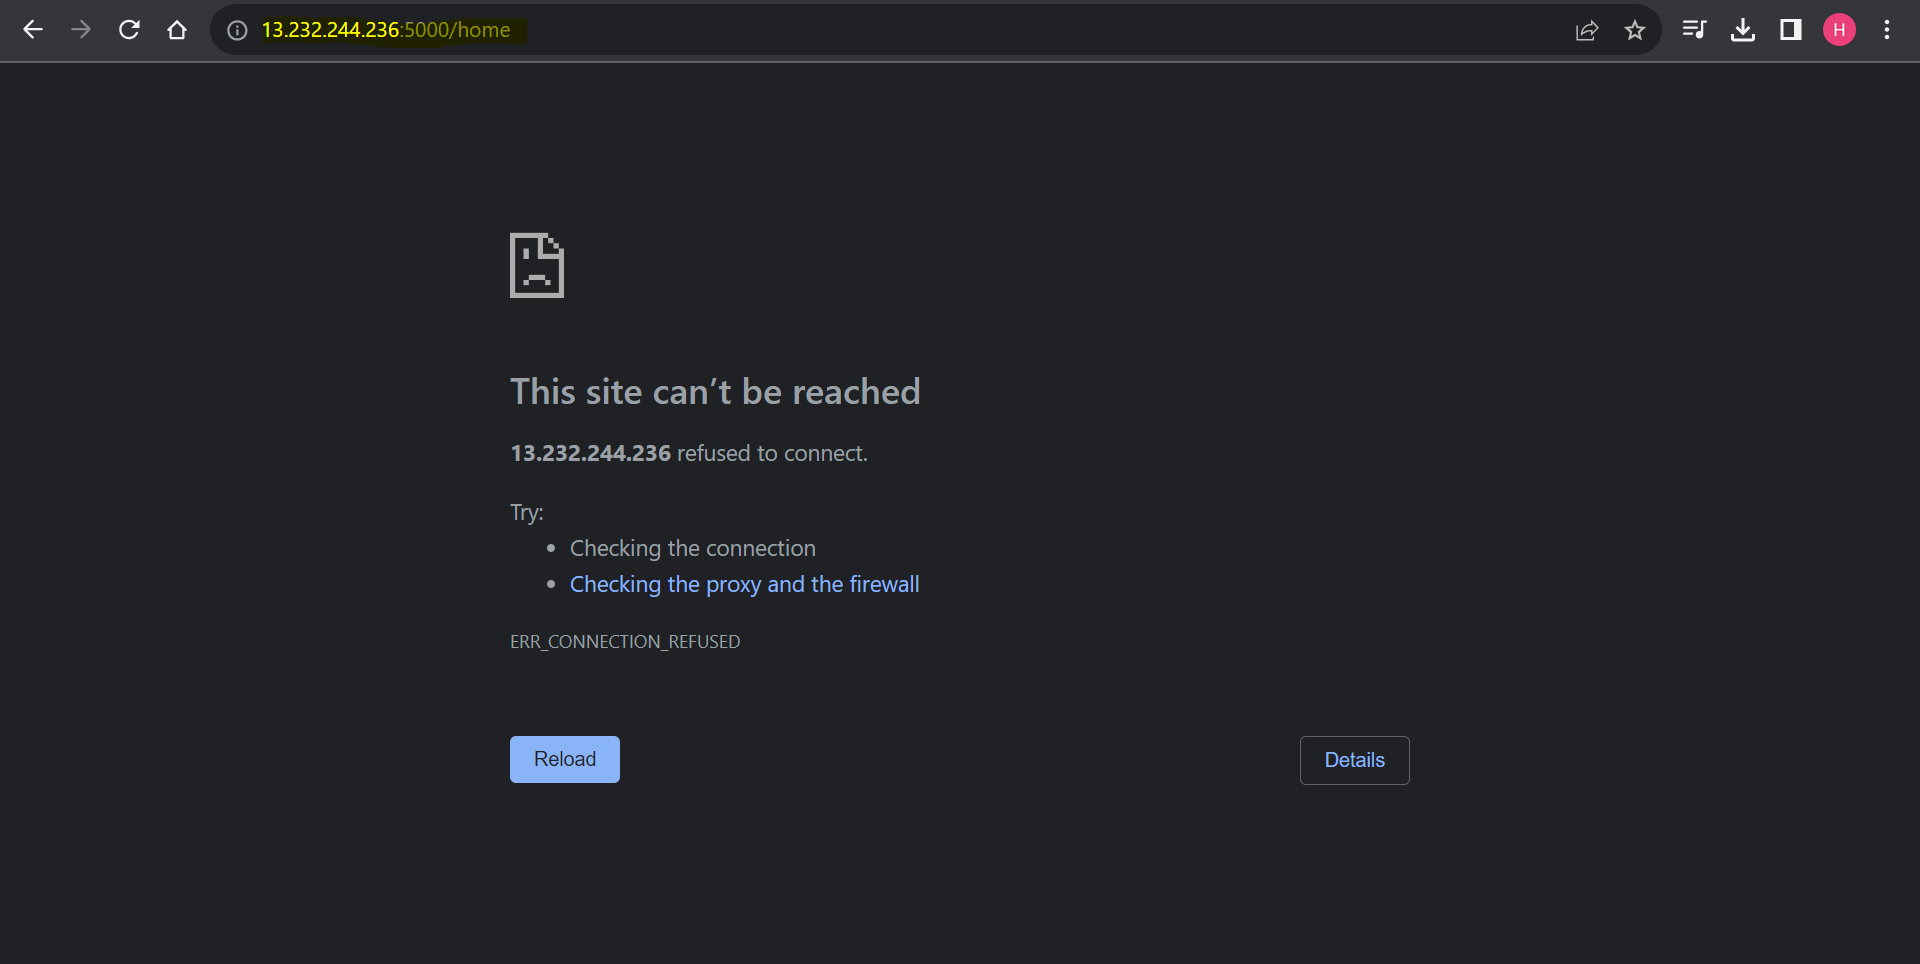 13.232.244.236:5000/home
H
This site can’t be reached
13.232.244.236 refused to connect.
Try:
• Checking the connection
• Checking the proxy and the firewall
ERR_CONNECTION_REFUSED
Reload
Details